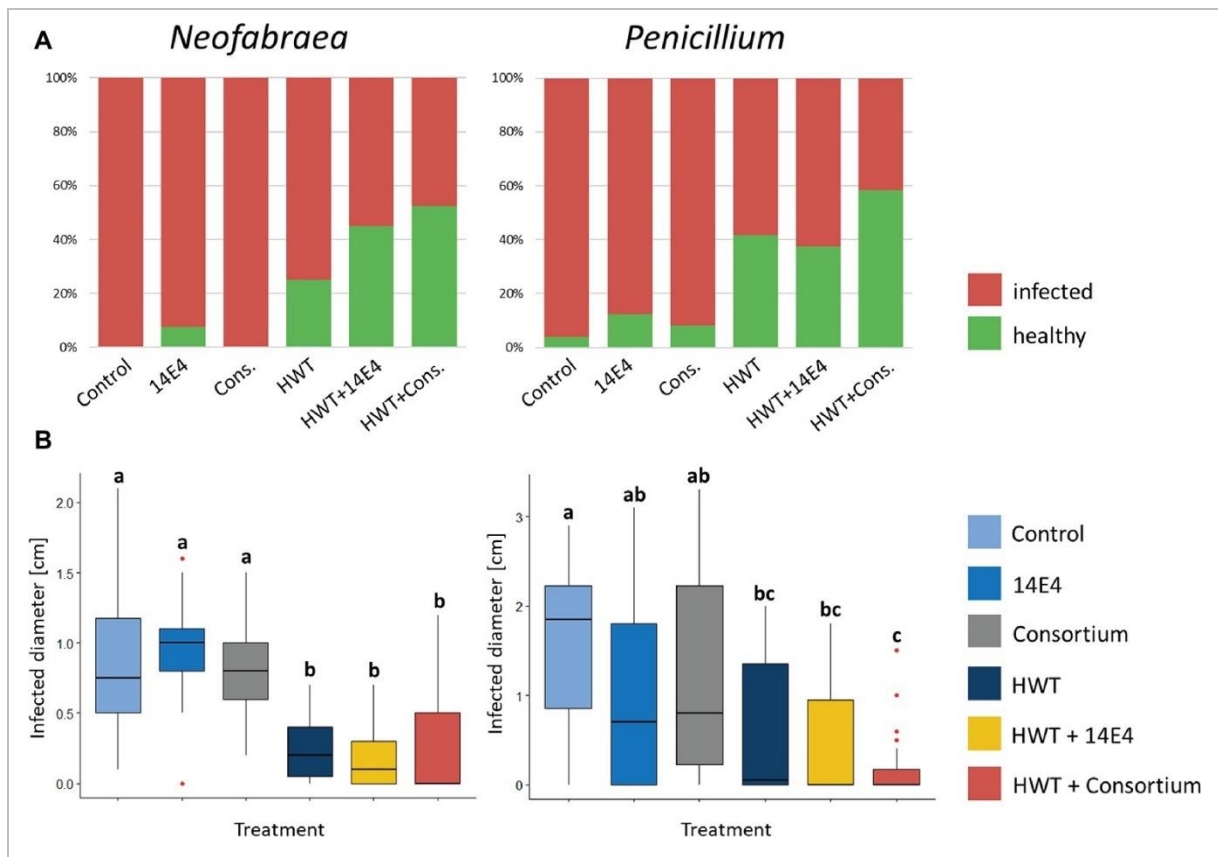 A
Neofabraea
Penicillium
100%
80%
60%
40%
20%
0%
Control
14E4
Cons.
HWT
HWT+14E4
HWT+Cons.
100%
80%
60%
40%
20%
0%
Control
14E4
Cons.
HWT
HWT+14E4
HWT+Cons.
infected
healthy
B
Infected diameter [cm]
2.0
1.5
1.0
0.5
0.0
a
a
a
b
b
b
Treatment
Infected diameter [cm]
3
2
1
0
a
ab
ab
bc
bc
c
Treatment
Control
14E4
Consortium
HWT
HWT + 14E4
HWT + Consortium